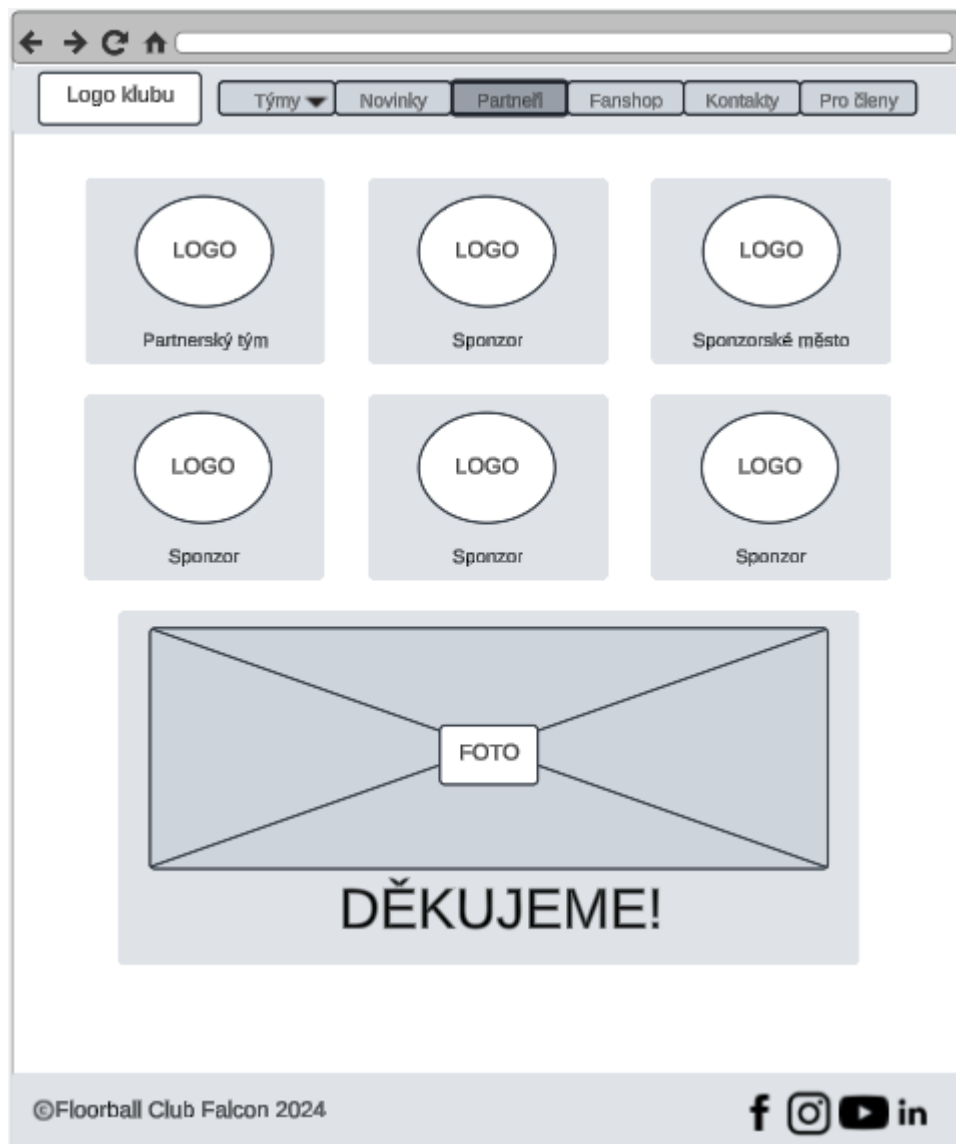 Logo klubu
Týmy Novinky Partneři Fanshop Kontakty Pro členy
LOGO LOGO LOGO
Partnerský tým Sponzor Sponzorské město
LOGO LOGO LOGO
Sponzor Sponzor Sponzor
FOTO
DĚKUJEME!
©Floorball Club Falcon 2024